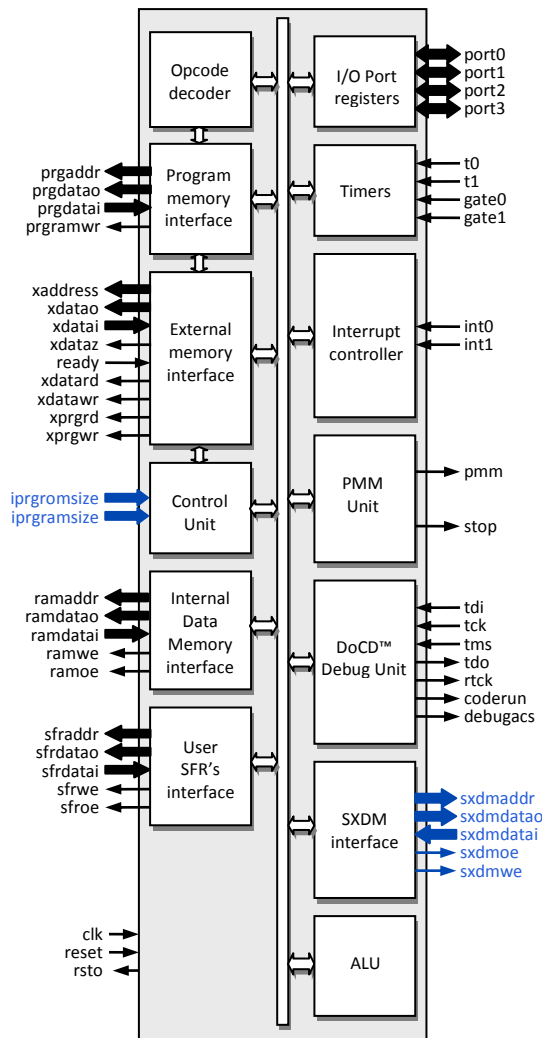 Opcode
decoder
I/O Port
registers
port0
port1
port2
port3
prgaddr
prgdatao
prgdatai
prgramwr
Program
memory
interface
Timers
t0
t1
gate0
gate1
xaddress
xdatao
xdatai
xdataz
ready
xdatard
xdatawr
xprgrd
xprgwr
External
memory
interface
Interrupt
controller
int0
int1
iprgromsize
iprgramsize
Control
Unit
PMM
Unit
pmm
stop
ramaddr
ramdatao
ramdatai
ramwe
ramoe
Internal
Data
Memory
interface
DoCD™
Debug Unit
tdi
tck
tms
tdo
rtck
coderun
debugacs
sfraddr
sfrdatao
sfrdatai
sfrwe
sfroe
User
SFR's
interface
SXDM
interface
sxdmaddr
sxdmdatao
sxdmdatai
sxdmoe
sxdmwe
clk
reset
rsto
ALU